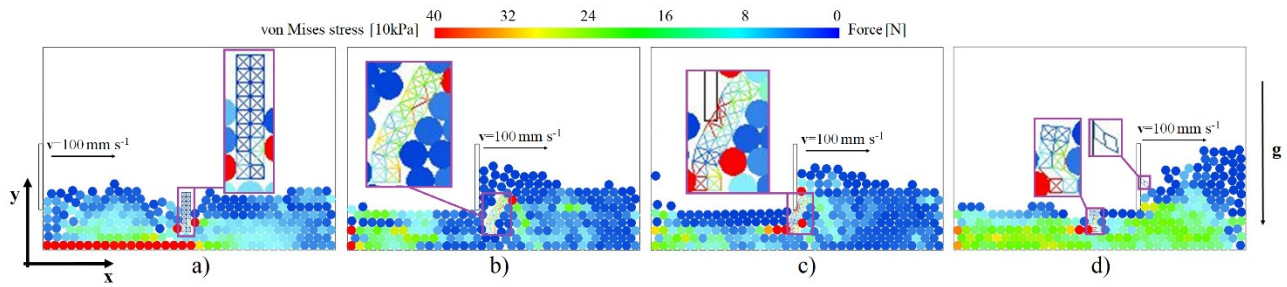 von Mises stress [10kPa] 40 32 24 16 8 0 Force [N]
v=100 mm s⁻¹
v=100 mm s⁻¹
v=100 mm s⁻¹
v=100 mm s⁻¹
y
x
g
a) b) c) d)